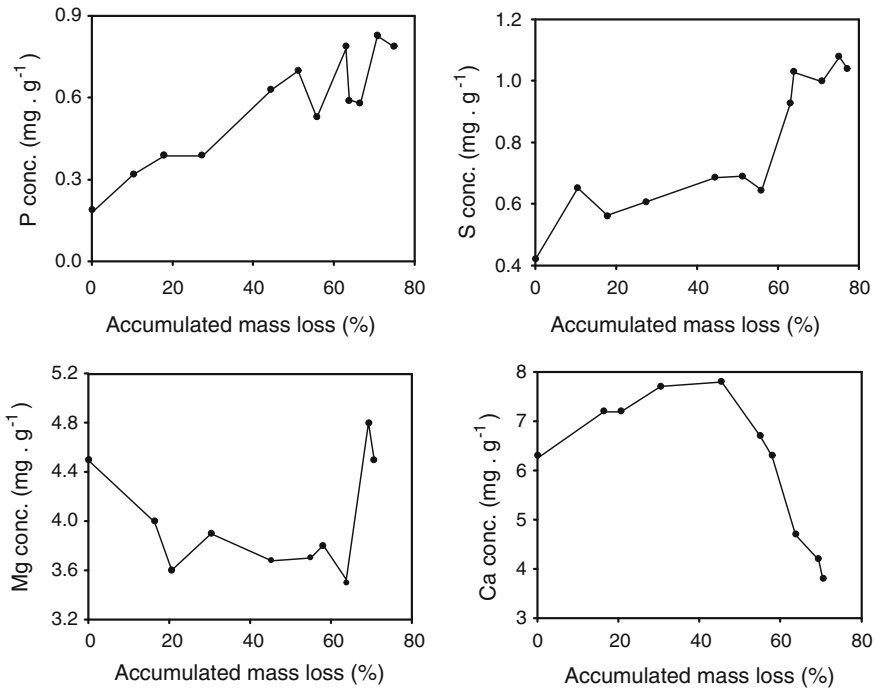 0.9
0.6
0.3
0.0
P conc. (mg . g⁻¹)
0 20 40 60 80
Accumulated mass loss (%)
1.2
1.0
0.8
0.6
0.4
S conc. (mg . g⁻¹)
0 20 40 60 80
Accumulated mass loss (%)
5.2
4.8
4.4
4.0
3.6
3.2
Mg conc. (mg . g⁻¹)
0 20 40 60 80
Accumulated mass loss (%)
8
7
6
5
4
3
Ca conc. (mg . g⁻¹)
0 20 40 60 80
Accumulated mass loss (%)